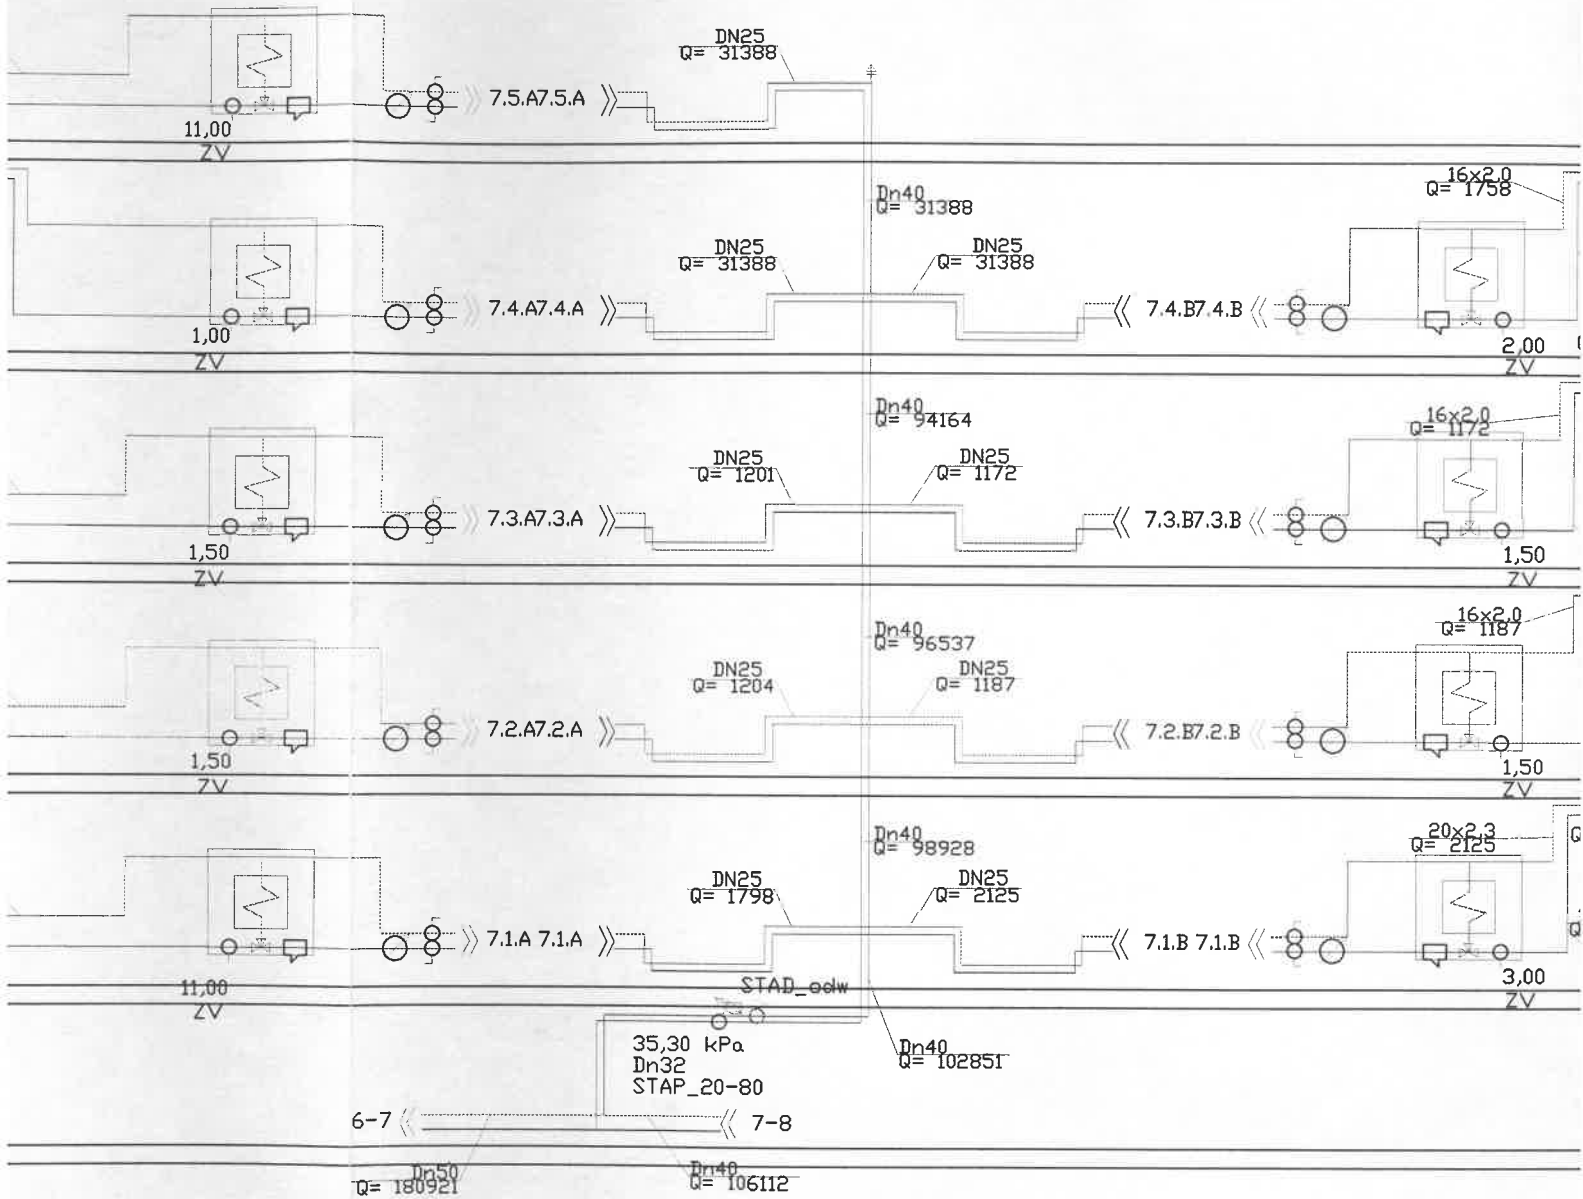 DN25
Q= 31388
7.5.A7.5.A
11,00
ZV
Dn40
Q= 31388
16x2,0
Q= 1758
DN25
Q= 31388
DN25
Q= 31388
7.4.A7.4.A
7.4.B7.4.B
1,00
ZV
2,00
ZV
Dn40
Q= 94164
16x2,0
Q= 1172
DN25
Q= 1201
DN25
Q= 1172
7.3.A7.3.A
7.3.B7.3.B
1,50
ZV
1,50
ZV
Dn40
Q= 96537
16x2,0
Q= 1187
DN25
Q= 1204
DN25
Q= 1187
7.2.A7.2.A
7.2.B7.2.B
1,50
ZV
1,50
ZV
Dn40
Q= 98928
20x2,3
Q= 2125
DN25
Q= 1798
DN25
Q= 2125
7.1.A 7.1.A
7.1.B 7.1.B
11,00
ZV
3,00
ZV
STAD_odw
35,30 kPa
Dn32
STAP_20-80
Dn40
Q= 102851
6-7
7-8
Dn50
Q= 180921
Dn40
Q= 106112